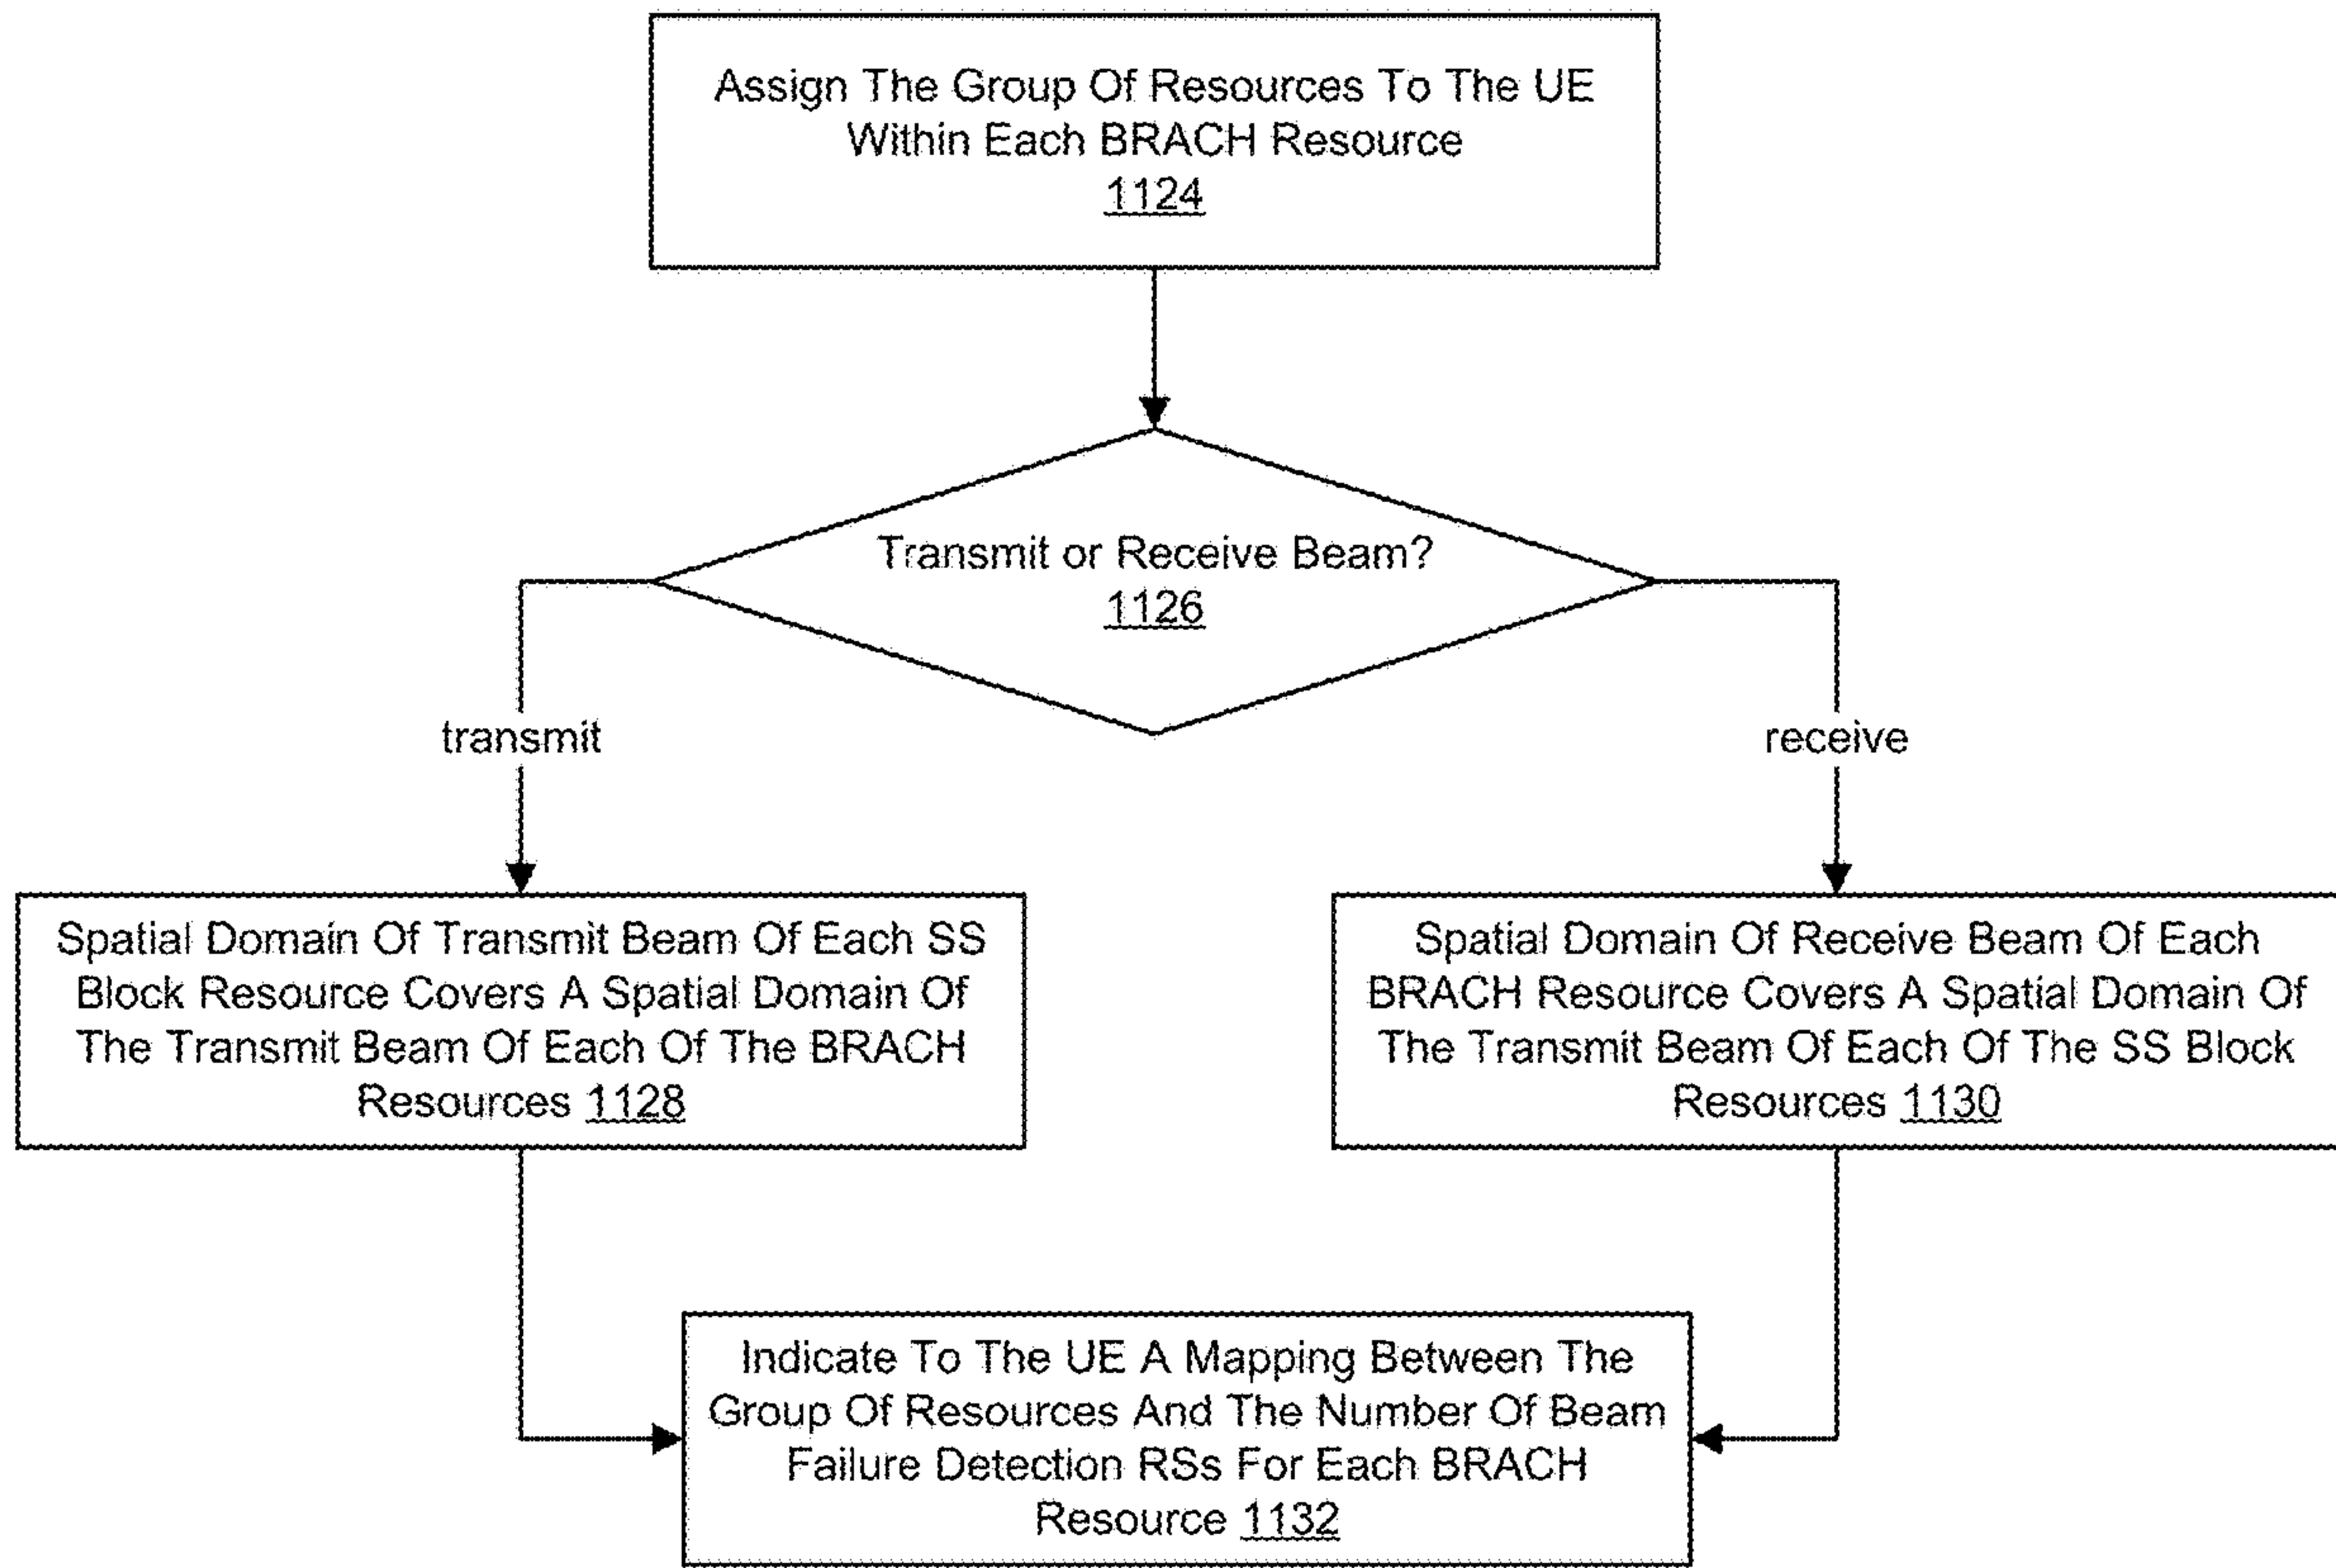 Assign The Group Of Resources To The UE
Within Each BRACH Resource
1124
Transmit or Receive Beam?
1126
transmit
receive
Spatial Domain Of Transmit Beam Of Each SS
Block Resource Covers A Spatial Domain Of
The Transmit Beam Of Each Of The BRACH
Resources 1128
Spatial Domain Of Receive Beam Of Each
BRACH Resource Covers A Spatial Domain Of
The Transmit Beam Of Each Of The SS Block
Resources 1130
Indicate To The UE A Mapping Between The
Group Of Resources And The Number Of Beam
Failure Detection RSs For Each BRACH
Resource 1132